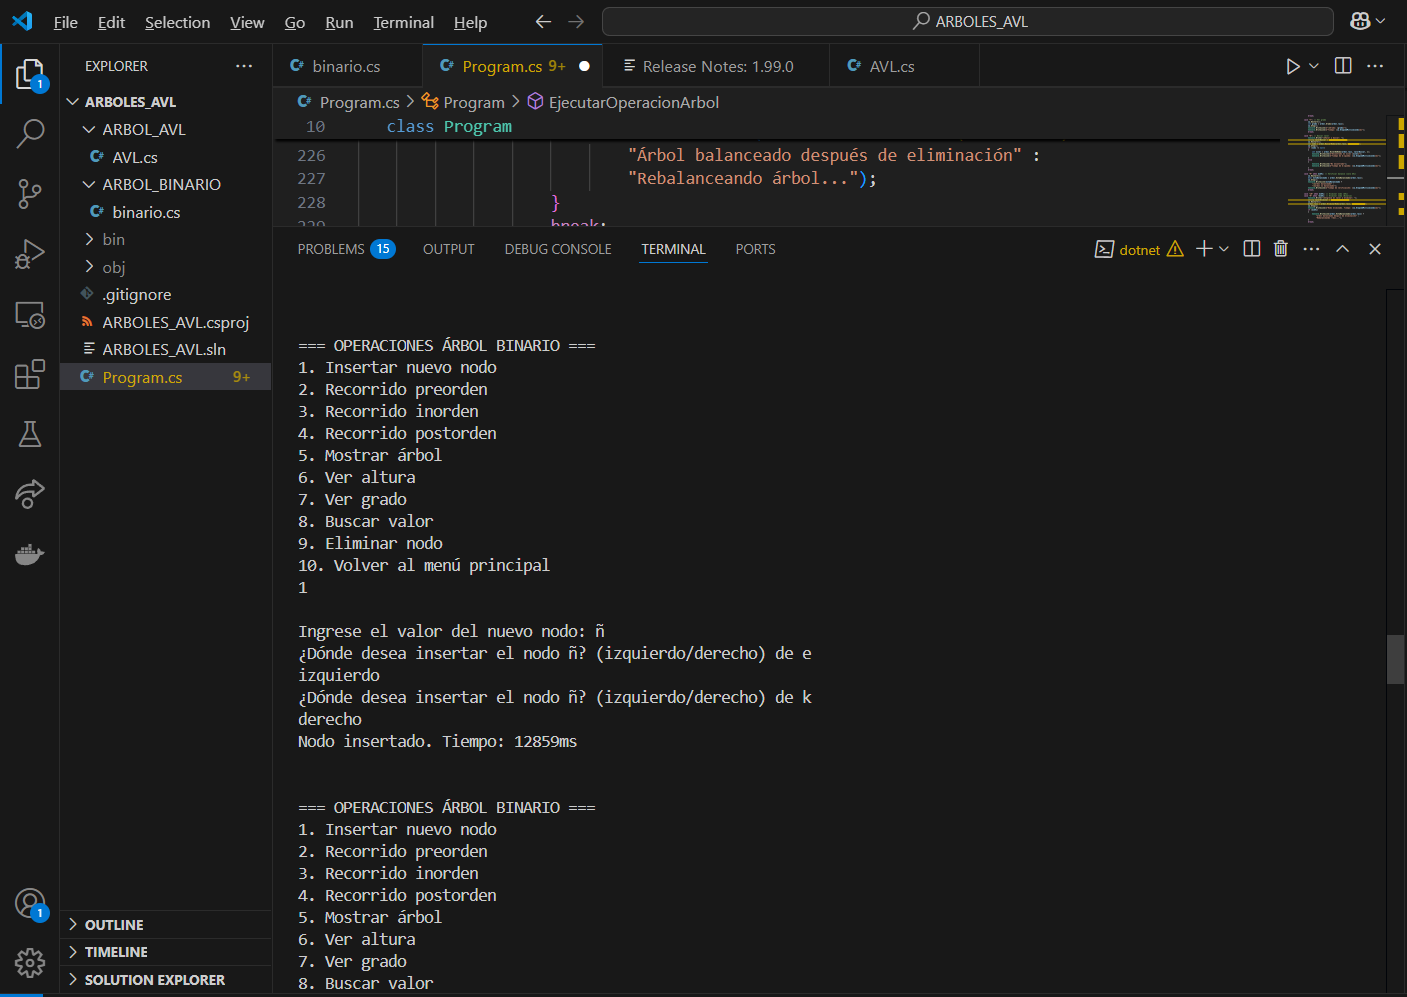 File Edit Selection View Go Run Terminal Help ARBOLES_AVL
EXPLORER
ARBOLES_AVL
ARBOL_AVL
AVL.cs
ARBOL_BINARIO
binario.cs
bin
obj
.gitignore
ARBOLES_AVL.csproj
ARBOLES_AVL.sln
Program.cs 9+
OUTLINE
TIMELINE
SOLUTION EXPLORER
1
1
binario.cs Program.cs 9+ Release Notes: 1.99.0 AVL.cs
Program.cs > Program > EjecutarOperacionArbol
10 class Program
226 "Árbol balanceado después de eliminación" :
227 "Rebalanceando árbol...");
228 }
229 break;
PROBLEMS 15 OUTPUT DEBUG CONSOLE TERMINAL PORTS dotnet
=== OPERACIONES ÁRBOL BINARIO ===
1. Insertar nuevo nodo
2. Recorrido preorden
3. Recorrido inorden
4. Recorrido postorden
5. Mostrar árbol
6. Ver altura
7. Ver grado
8. Buscar valor
9. Eliminar nodo
10. Volver al menú principal
1
Ingrese el valor del nuevo nodo: ñ
¿Dónde desea insertar el nodo ñ? (izquierdo/derecho) de e
izquierdo
¿Dónde desea insertar el nodo ñ? (izquierdo/derecho) de k
derecho
Nodo insertado. Tiempo: 12859ms
=== OPERACIONES ÁRBOL BINARIO ===
1. Insertar nuevo nodo
2. Recorrido preorden
3. Recorrido inorden
4. Recorrido postorden
5. Mostrar árbol
6. Ver altura
7. Ver grado
8. Buscar valor